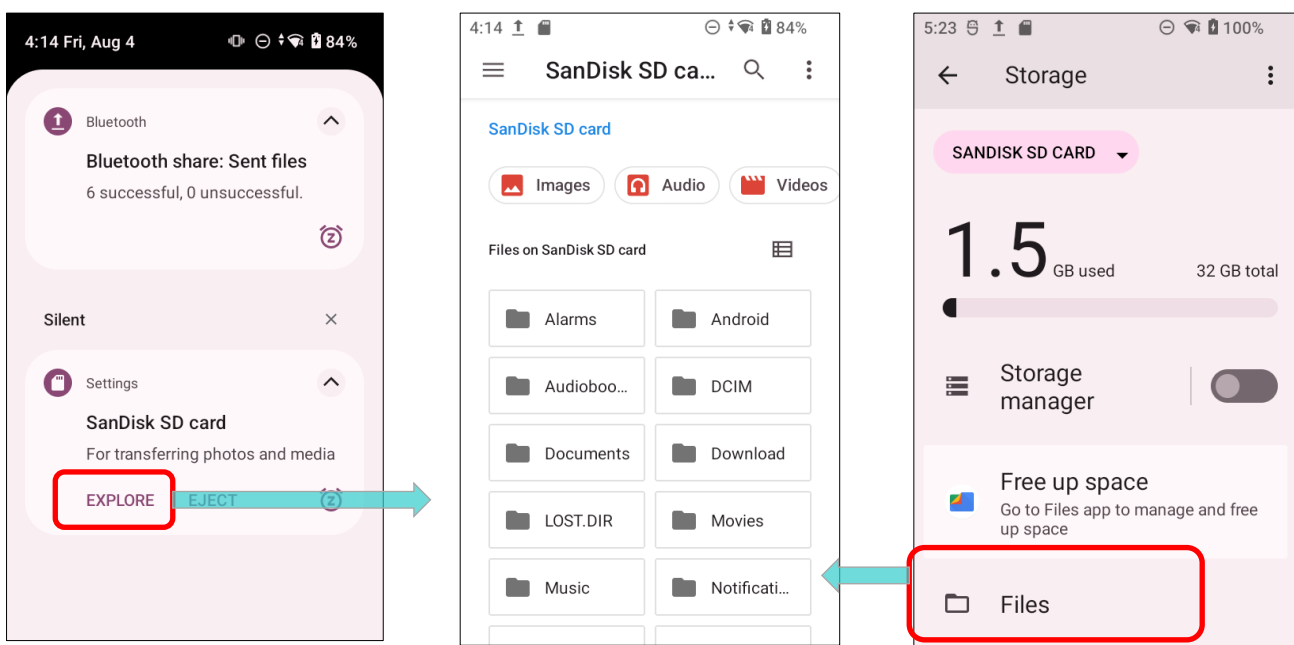 4:14 Fri, Aug 4
84%
Bluetooth
Bluetooth share: Sent files
6 successful, 0 unsuccessful.
Silent
Settings
SanDisk SD card
For transferring photos and media
EXPLORE EJECT
4:14
84%
SanDisk SD ca...
SanDisk SD card
Images Audio Videos
Files on SanDisk SD card
Alarms Android
Audioboo... DCIM
Documents Download
LOST.DIR Movies
Music Notificati...
5:23
100%
Storage
SANDISK SD CARD
1.5 GB used 32 GB total
Storage
manager
Free up space
Go to Files app to manage and free
up space
Files